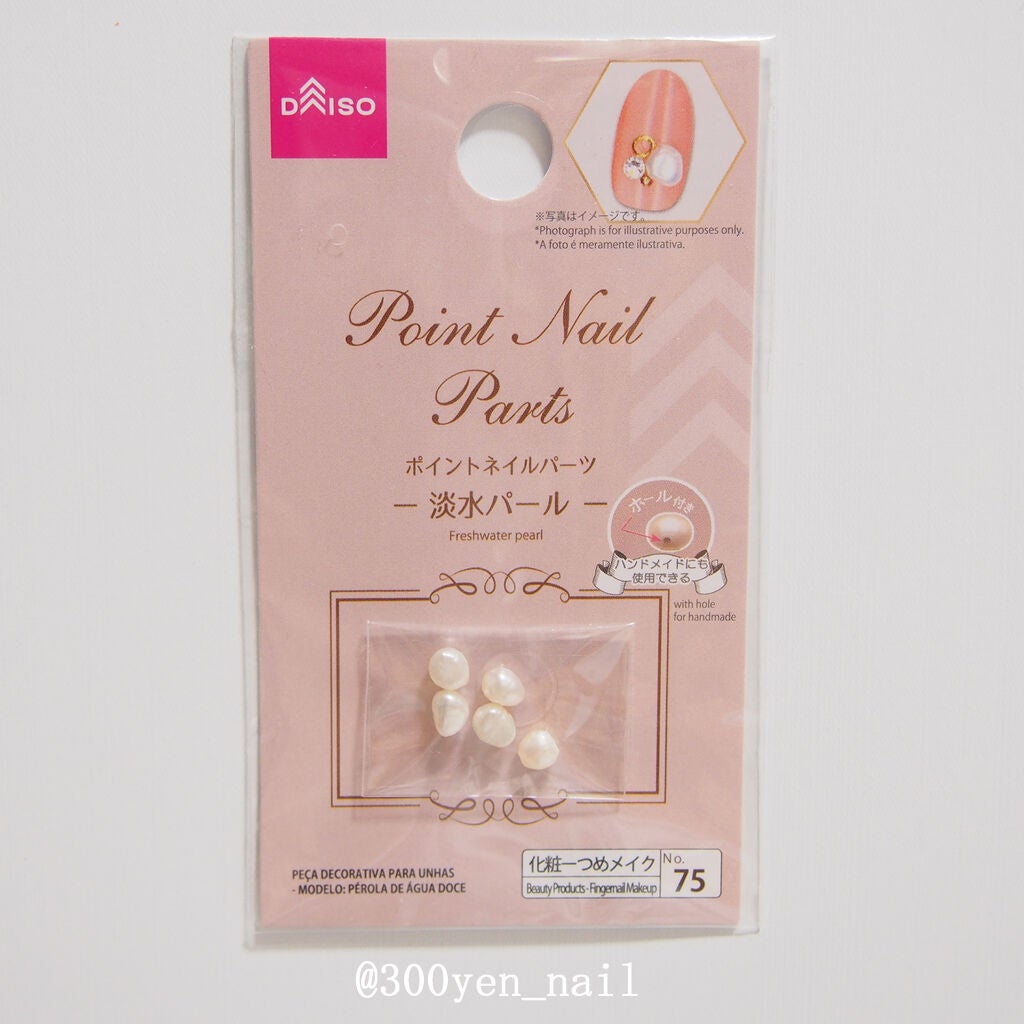 DAISO
※写真はイメージです。
*Photograph is for illustrative purposes only.
*A foto é meramente ilustrativa.
Point Nail
Parts
ポイントネイルパーツ
ー 淡水パール ー
Freshwater pearl
ホール付き
ハンドメイドにも
使用できる
with hole
for handmade
PEÇA DECORATIVA PARA UNHAS
- MODELO: PÉROLA DE ÁGUA DOCE
化粧ーつめメイク
Beauty Products - Fingernail Makeup
No.
75
@300yen_nail